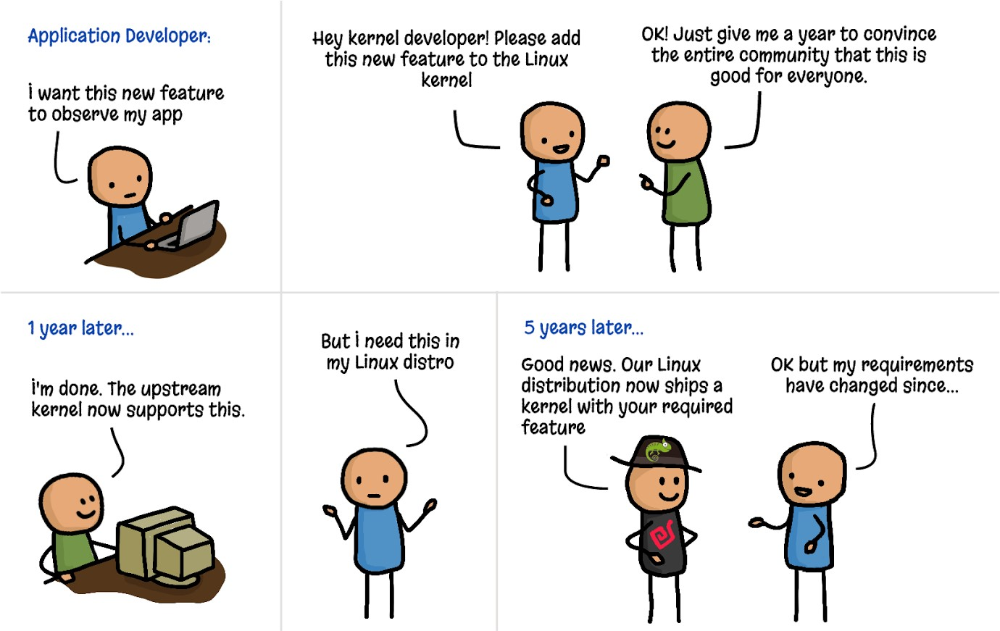 Application Developer:
i want this new feature
to observe my app
Hey kernel developer! Please add
this new feature to the Linux
kernel
OK! Just give me a year to convince
the entire community that this is
good for everyone.
1 year later...
i'm done. The upstream
kernel now supports this.
But i need this in
my Linux distro
5 years later...
Good news. Our Linux
distribution now ships a
kernel with your required
feature
OK but my requirements
have changed since...